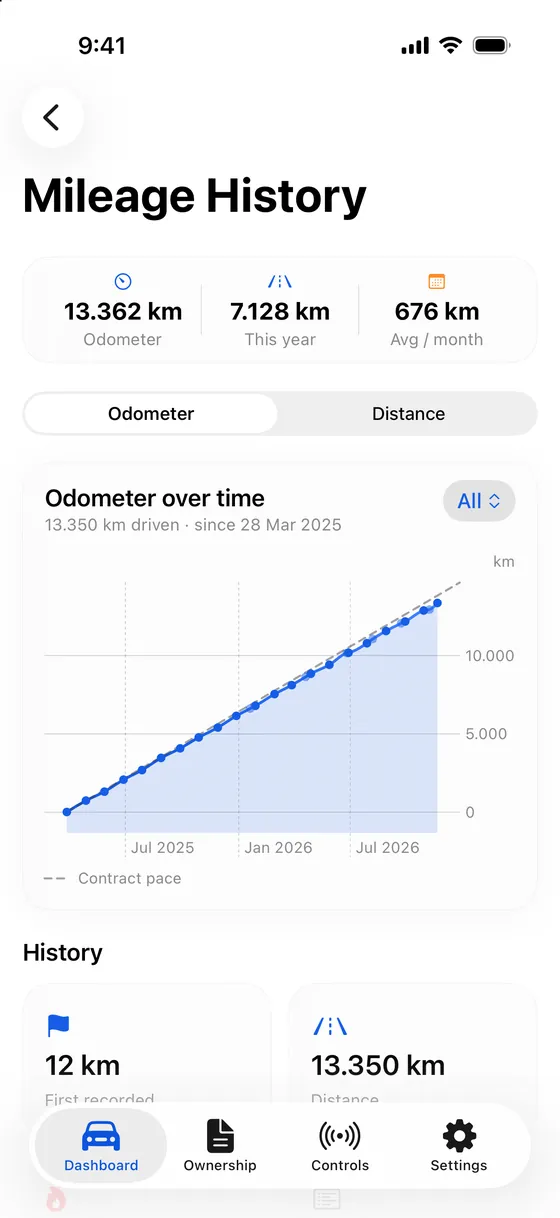 9:41
Mileage History
13.362 km
7.128 km
676 km
Odometer
This year
Avg / month
Odometer
Distance
Odometer over time
All
13.350 km driven · since 28 Mar 2025
km
10.000
5.000
0
Jul 2025
Jan 2026
Jul 2026
Contract pace
History
12 km
13.350 km
First recorded
Distance
Dashboard
Ownership
Controls
Settings